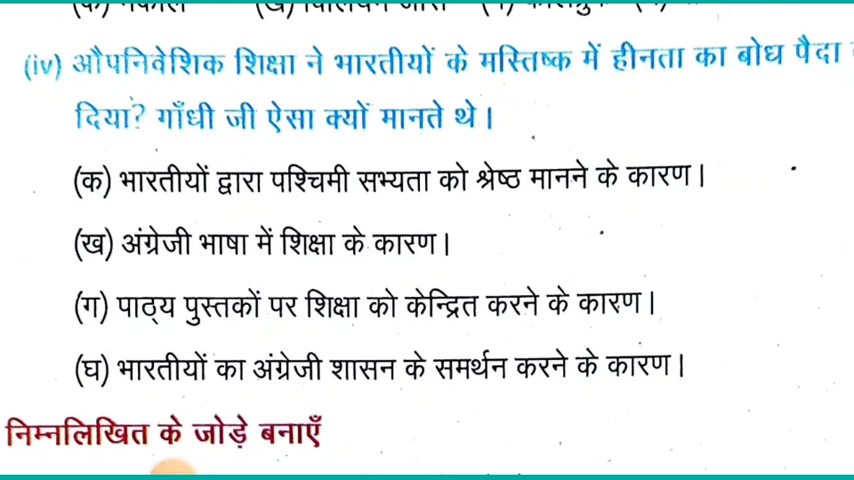 (iv) औपनिवेशिक शिक्षा ने भारतीयों के मस्तिष्क में हीनता का बोध पैदा
दिया? गाँधी जी ऐसा क्यों मानते थे।
(क) भारतीयों द्वारा पश्चिमी सभ्यता को श्रेष्ठ मानने के कारण।
(ख) अंग्रेजी भाषा में शिक्षा के कारण।
(ग) पाठ्य पुस्तकों पर शिक्षा को केन्द्रित करने के कारण।
(घ) भारतीयों का अंग्रेजी शासन के समर्थन करने के कारण।
निम्नलिखित के जोड़े बनाएँ